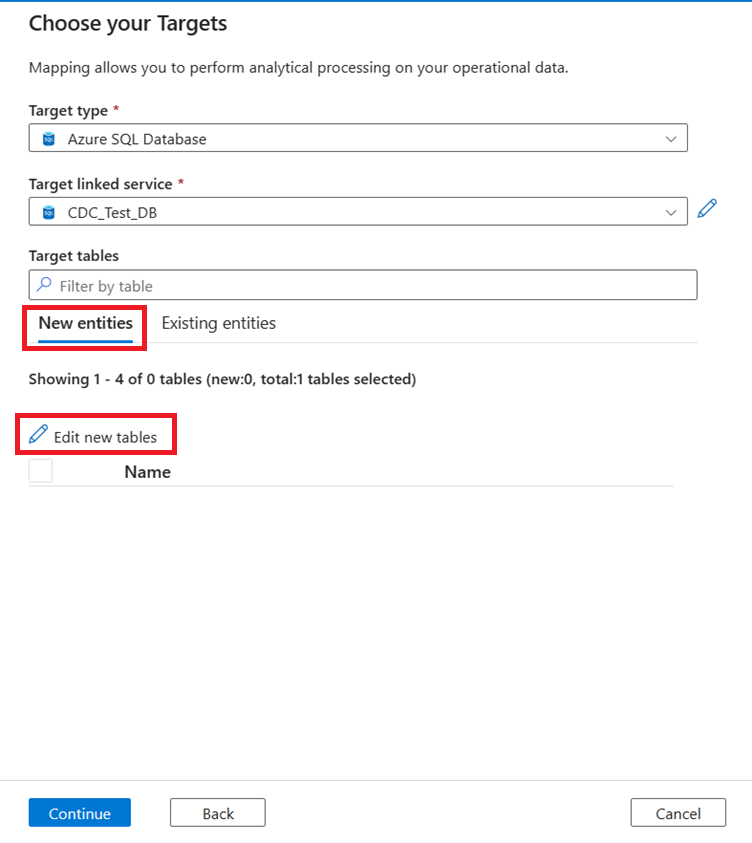 Choose your Targets
Mapping allows you to perform analytical processing on your operational data.
Target type *
SQL Azure SQL Database
Target linked service *
SQL CDC_Test_DB
Target tables
Filter by table
New entities Existing entities
Showing 1 - 4 of 0 tables (new:0, total:1 tables selected)
Edit new tables
Name
Continue Back Cancel